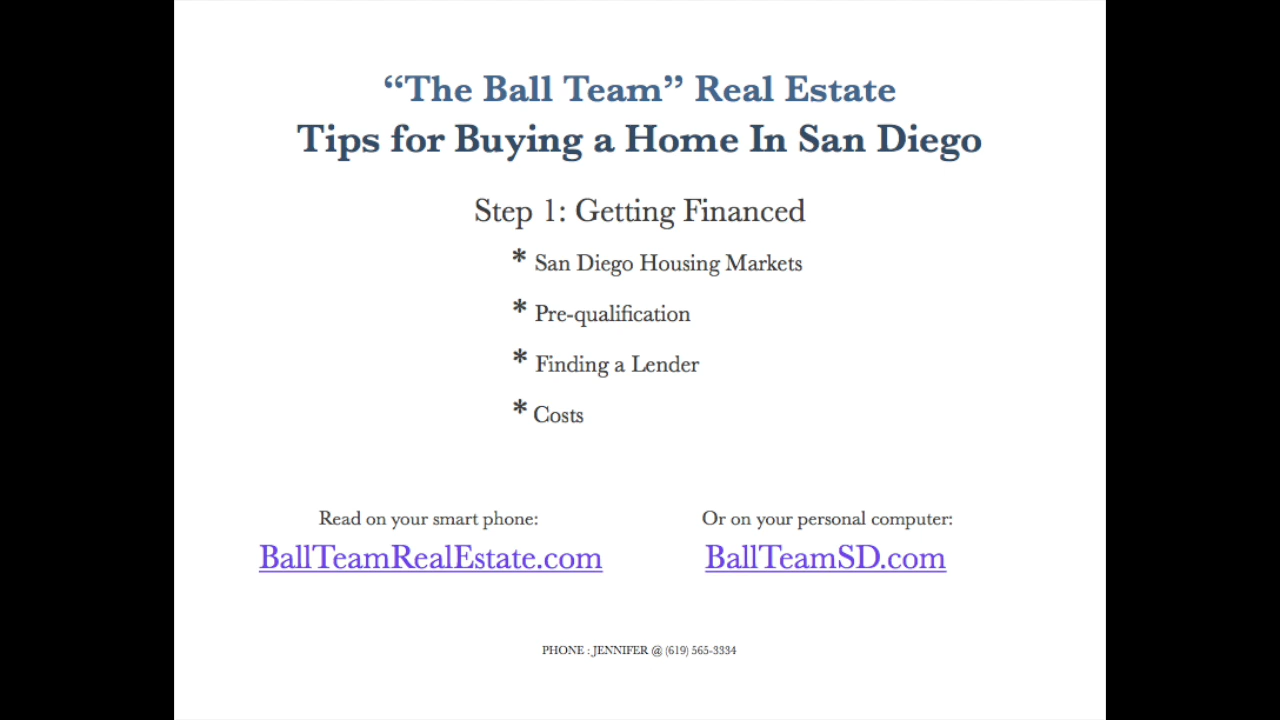 “The Ball Team” Real Estate
Tips for Buying a Home In San Diego
Step 1: Getting Financed
* San Diego Housing Markets
* Pre-qualification
* Finding a Lender
* Costs
Read on your smart phone:
BallTeamRealEstate.com
Or on your personal computer:
BallTeamSD.com
PHONE : JENNIFER @ (619) 565-3334